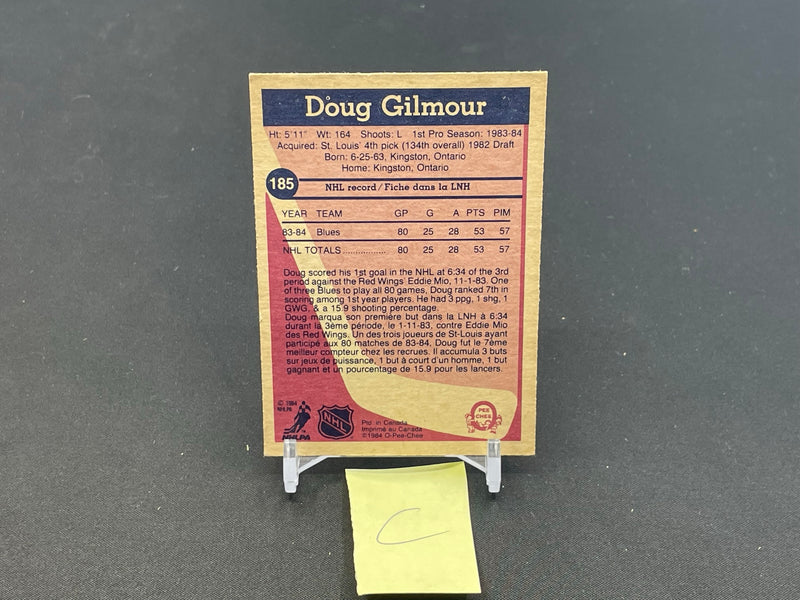 Doug Gilmour
Ht: 5'11" Wt: 164 Shoots: L 1st Pro Season: 1983-84
Acquired: St. Louis' 4th pick (134th overall) 1982 Draft
Born: 6-25-63, Kingston, Ontario
Home: Kingston, Ontario
185
NHL record/Fiche dans la LNH
YEAR TEAM GP G A PTS PIM
83-84 Blues 80 25 28 53 57
NHL TOTALS................ 80 25 28 53 57
Doug scored his 1st goal in the NHL at 6:34 of the 3rd
period against the Red Wings' Eddie Mio, 11-1-83. One
of three Blues to play all 80 games, Doug ranked 7th in
scoring among 1st year players. He had 3 ppg, 1 shg, 1
GWG, & a 15.9 shooting percentage.
Doug marqua son première but dans la LNH à 6:34
durant la 3ème période, le 1-11-83, contre Eddie Mio
des Red Wings. Un des trois joueurs de St-Louis ayant
participé aux 80 matches de 83-84, Doug fut le 7ème
meilleur compteur chez les recrues. Il accumula 3 buts
sur jeux de puissance, 1 but à court d'un homme, 1 but
gagnant et un pourcentage de 15.9 pour les lancers.
© 1984
NHLPA
NHLPA
NHL
Ptd. in Canada
Imprimé au Canada
©1984 O-Pee-Chee
O
PEE
CHEE
C